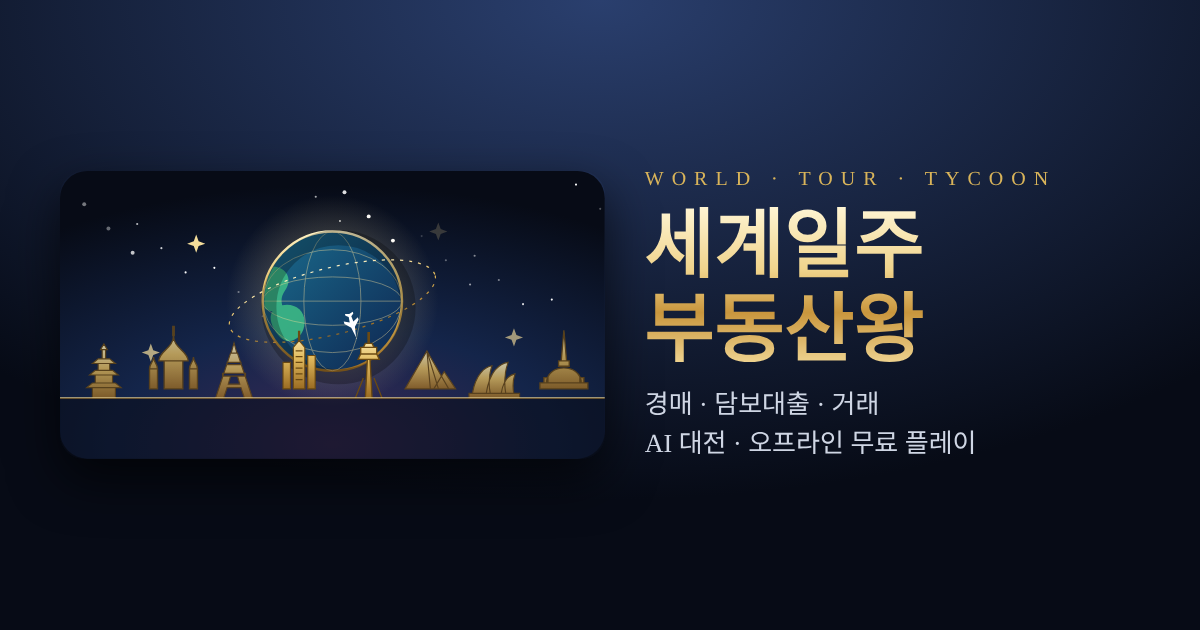 WORLD · TOUR · TYCOON
세계일주
부동산왕
경매 · 담보대출 · 거래
AI 대전 · 오프라인 무료 플레이